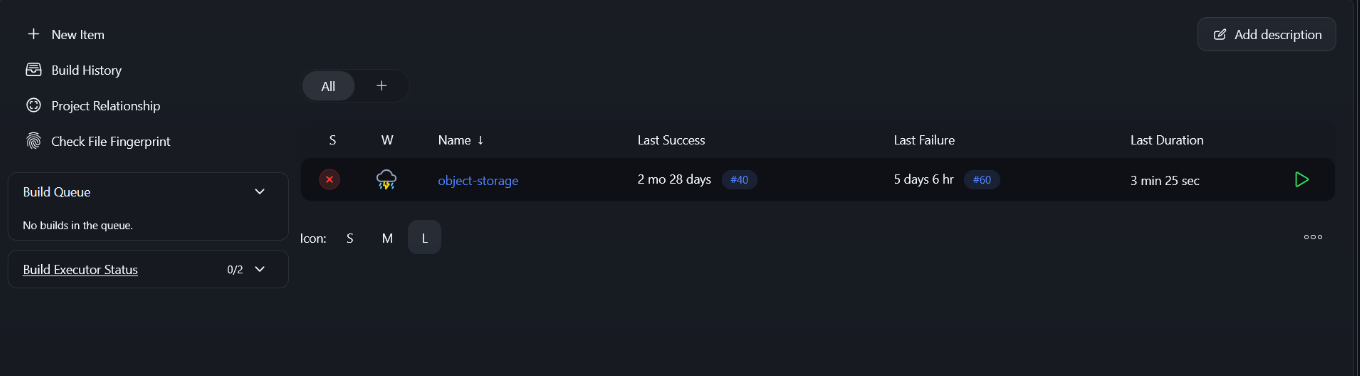 New Item
Add description
Build History
All +
Project Relationship
Check File Fingerprint
S W Name ↓ Last Success Last Failure Last Duration
object-storage 2 mo 28 days #40 5 days 6 hr #60 3 min 25 sec
Build Queue
No builds in the queue.
Icon: S M L
Build Executor Status 0/2